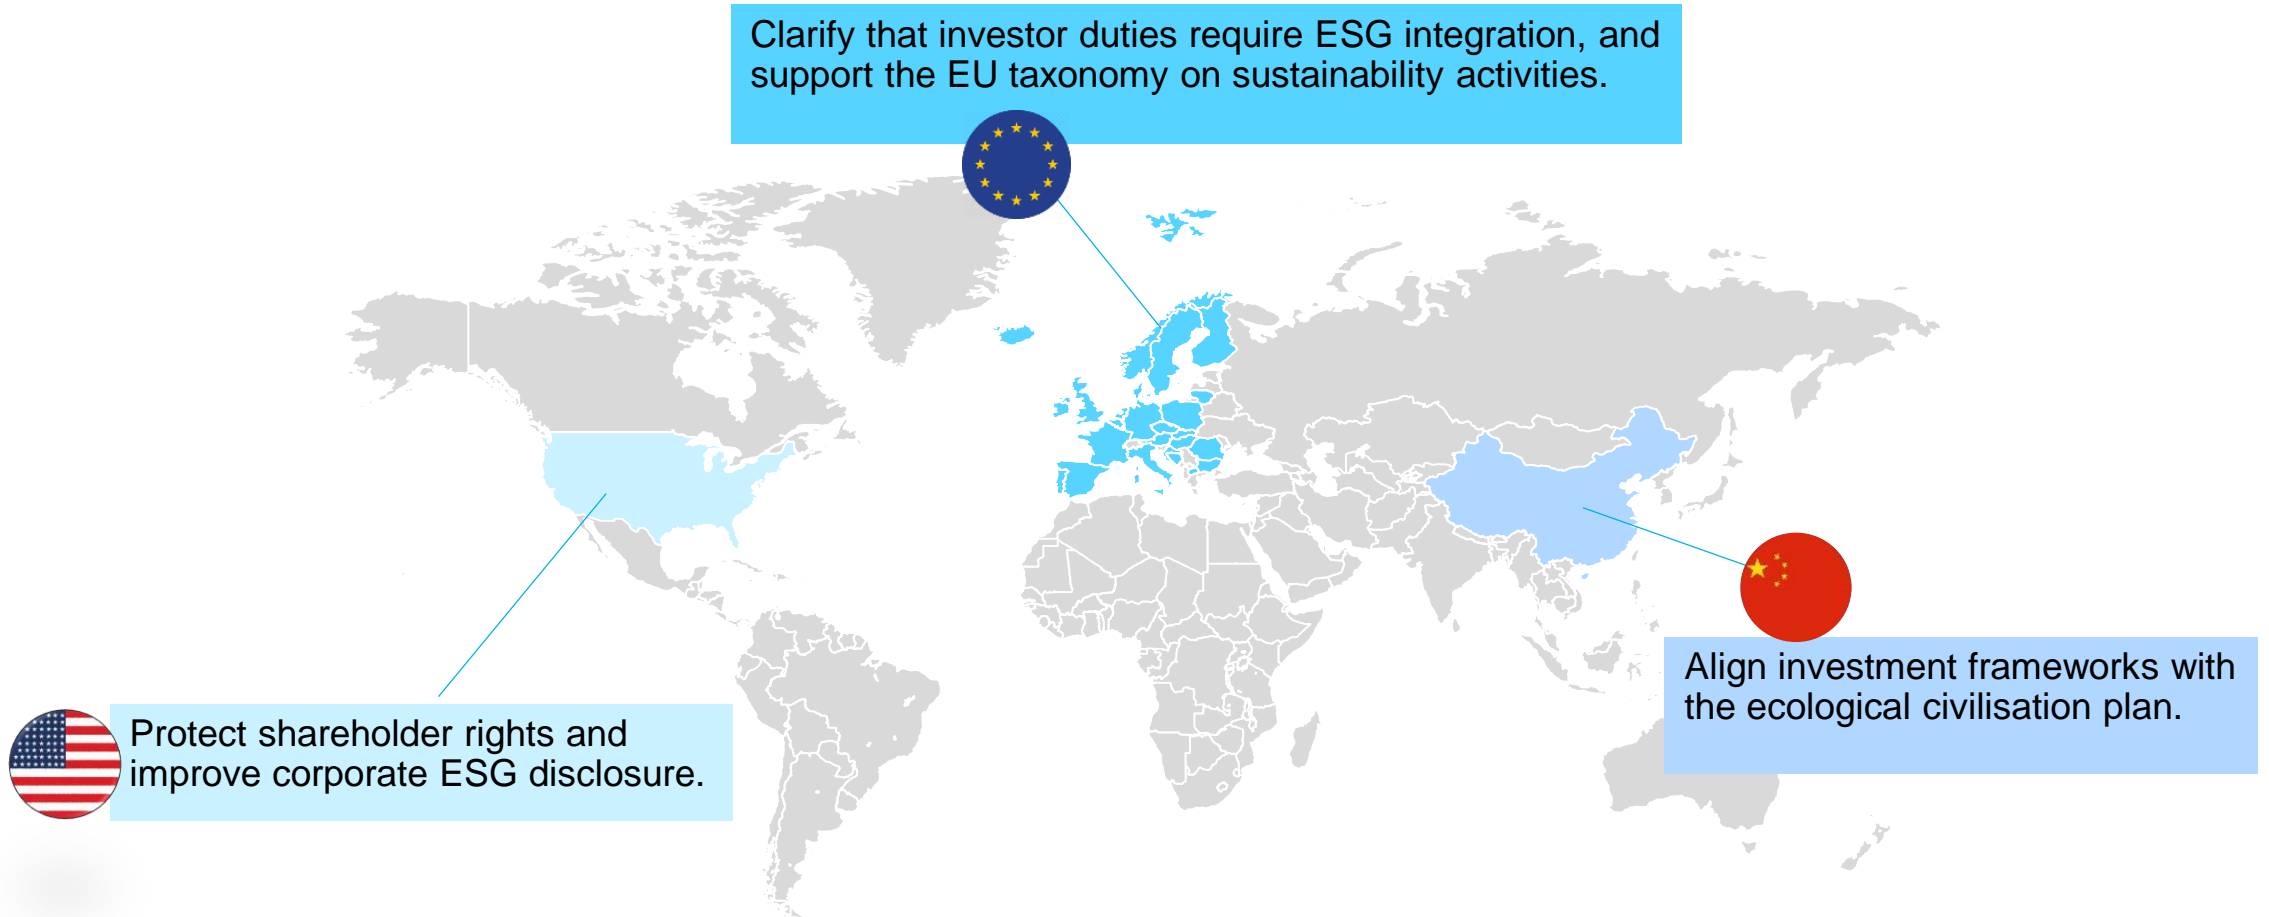 Clarify that investor duties require ESG integration, and
support the EU taxonomy on sustainability activities.
Align investment frameworks with
the ecological civilisation plan.
Protect shareholder rights and
improve corporate ESG disclosure.